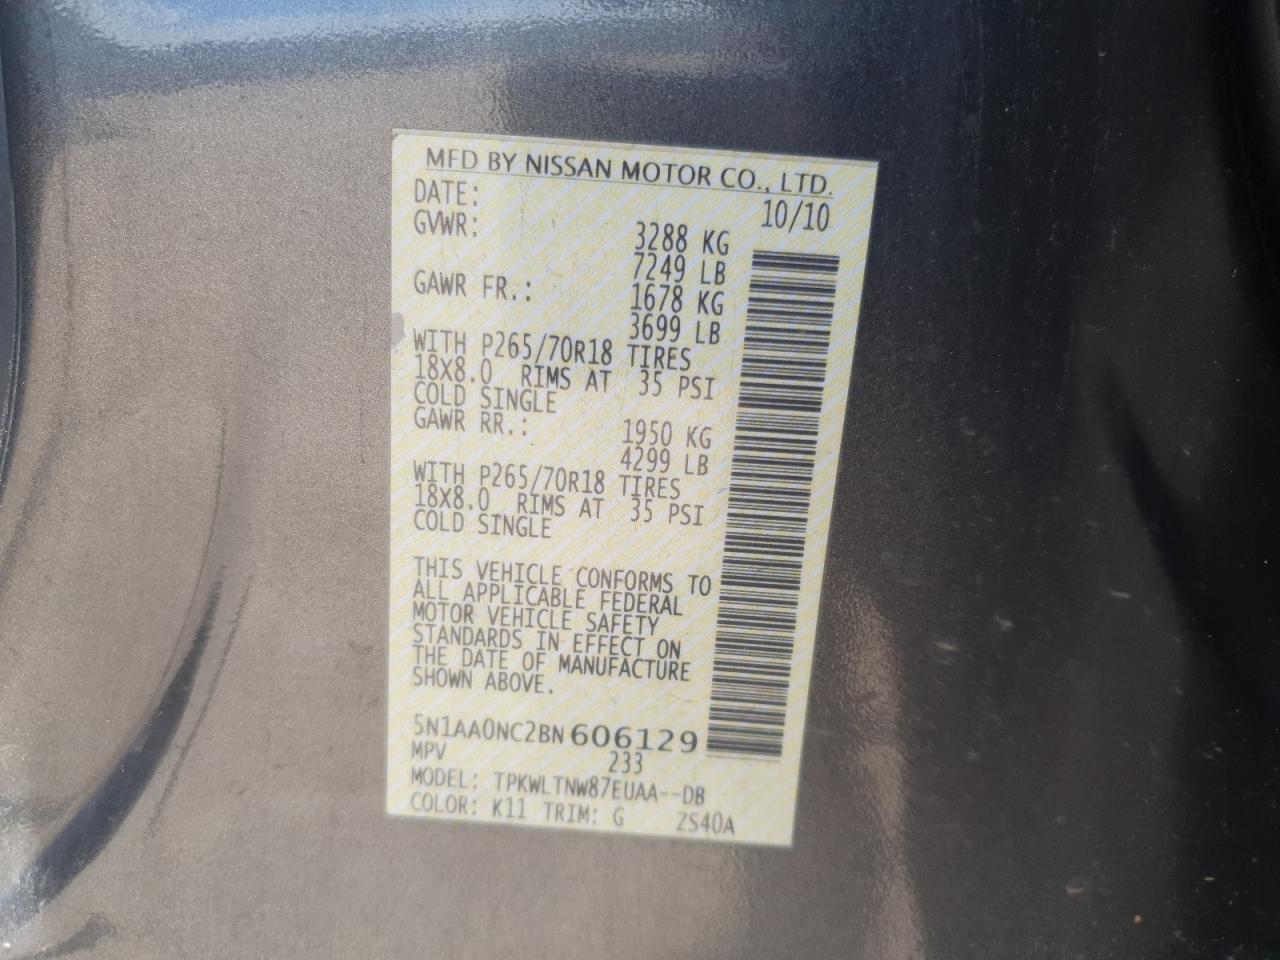 MFD BY NISSAN MOTOR CO., LTD.
DATE: 10/10
GVWR: 3288 KG
7249 LB
GAWR FR.: 1678 KG
3699 LB
WITH P265/70R18 TIRES
18X8.0 RIMS AT 35 PSI
COLD SINGLE
GAWR RR.: 1950 KG
4299 LB
WITH P265/70R18 TIRES
18X8.0 RIMS AT 35 PSI
COLD SINGLE
THIS VEHICLE CONFORMS TO
ALL APPLICABLE FEDERAL
MOTOR VEHICLE SAFETY
STANDARDS IN EFFECT ON
THE DATE OF MANUFACTURE
SHOWN ABOVE.
5N1AA0NC2BN606129
MPV 233
MODEL: TPKWLTNW87EUAA--DB
COLOR: K11 TRIM: G ZS40A